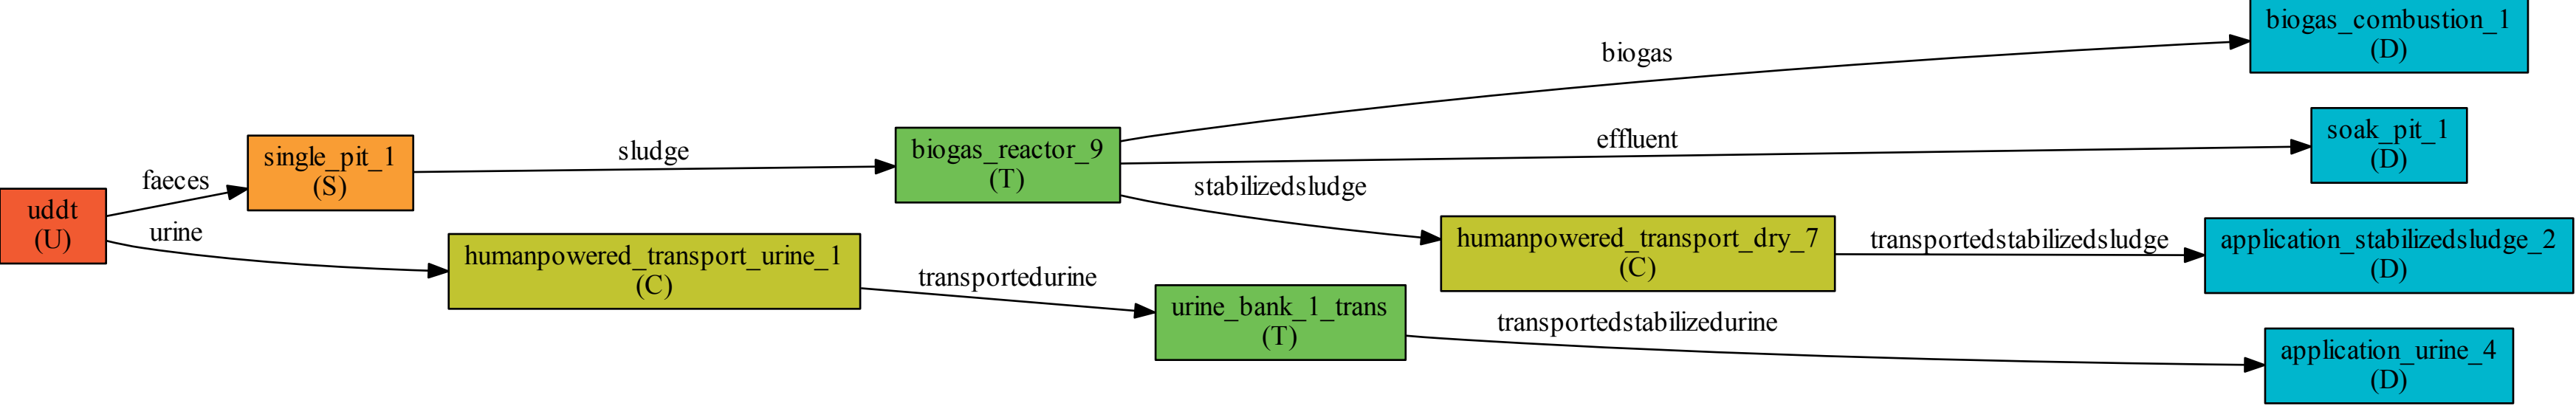 uddt
(U)
faeces
urine
single_pit_1
(S)
sludge
humanpowered_transport_urine_1
(C)
transportedurine
biogas_reactor_9
(T)
urine_bank_1_trans
(T)
biogas
effluent
stabilizedsludge
humanpowered_transport_dry_7
(C)
transportedstabilizedsludge
transportedstabilizedurine
biogas_combustion_1
(D)
soak_pit_1
(D)
application_stabilizedsludge_2
(D)
application_urine_4
(D)